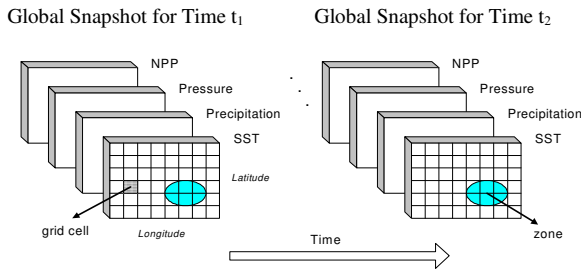 Global Snapshot for Time t1
Global Snapshot for Time t2
NPP
Pressure
Precipitation
SST
Latitude
grid cell
Longitude
NPP
Pressure
Precipitation
SST
zone
Time